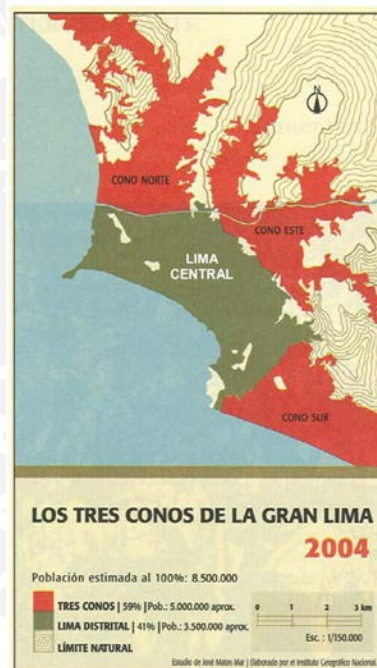 N
CONO NORTE
CONO ESTE
LIMA
CENTRAL
CONO SUR
LOS TRES CONOS DE LA GRAN LIMA
2004
Población estimada al 100%: 8.500.000
TRES CONOS | 59% | Pob.: 5.000.000 aprox.
LIMA DISTRITAL | 41% | Pob.: 3.500.000 aprox.
LÍMITE NATURAL
0 1 2 3 km
Esc. : 1/150.000
Estudio de José Matos Mar | Elaborado por el Instituto Geográfico Nacional